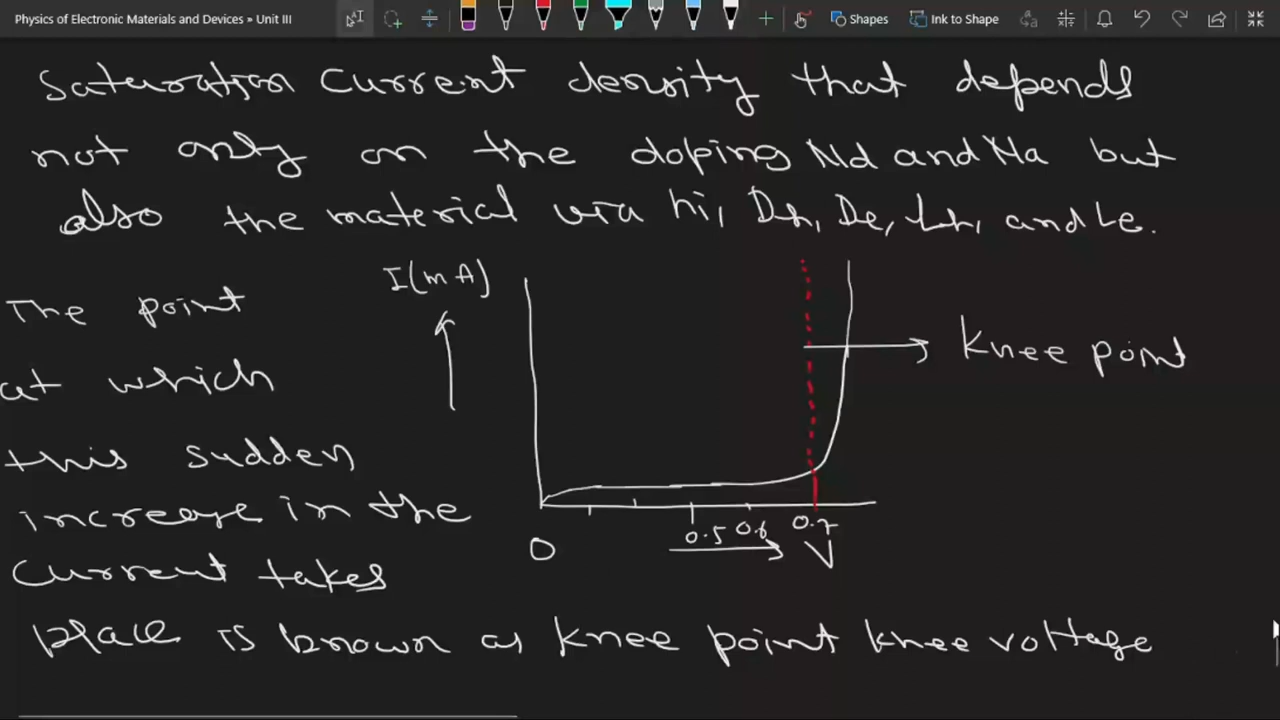 Physics of Electronic Materials and Devices » Unit III
Shapes
Ink to Shape
Saturation current density that depends
not only on the doping Nd and Na but
also the material via ni, Dh, De, Lh, and Le.
I(mA)
The point
at which
this sudden
increase in the
current takes
place is known as knee point knee voltage
Knee point
0
0.5 0.6 0.7
V